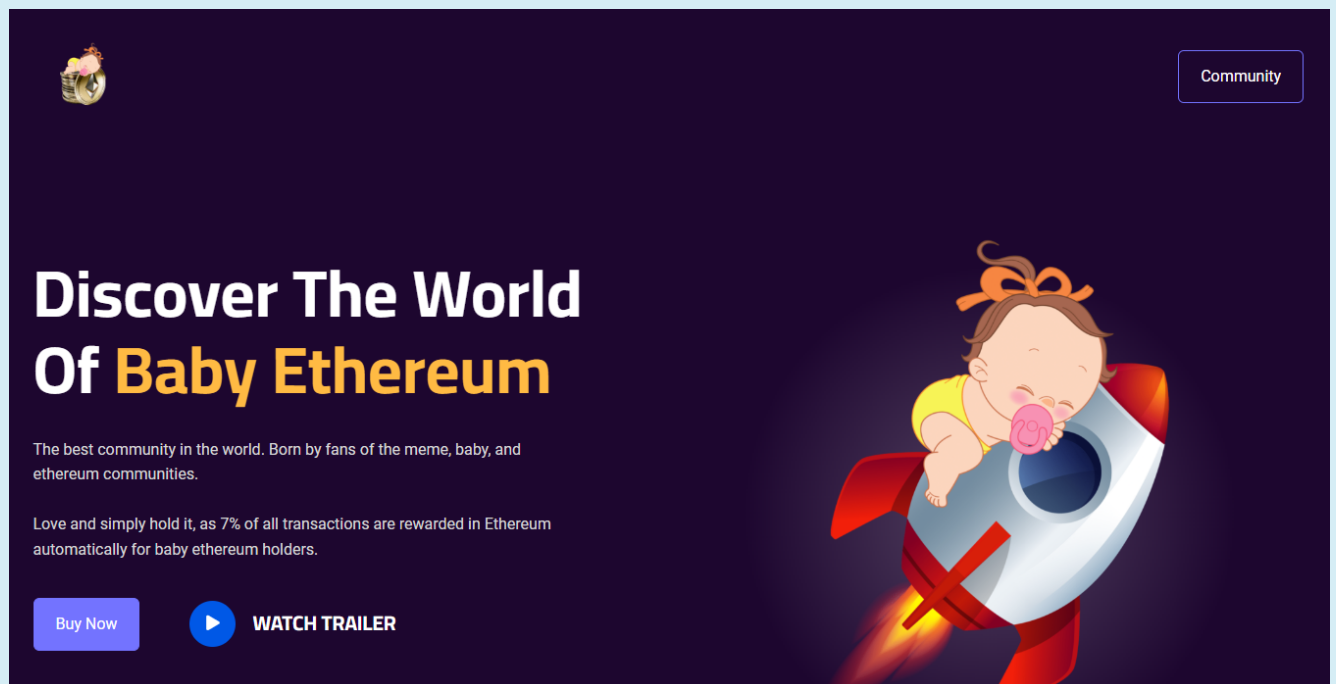 Community
Discover The World
Of Baby Ethereum
The best community in the world. Born by fans of the meme, baby, and
ethereum communities.
Love and simply hold it, as 7% of all transactions are rewarded in Ethereum
automatically for baby ethereum holders.
Buy Now
WATCH TRAILER